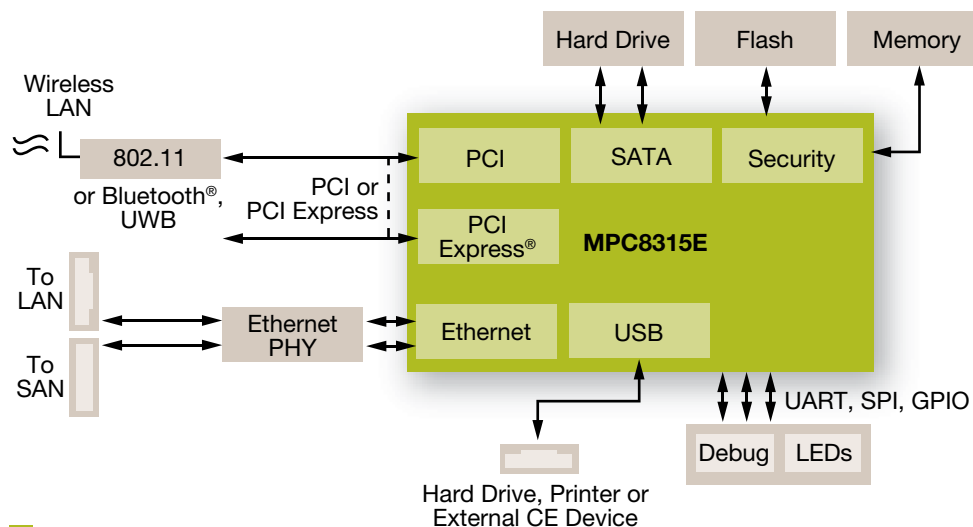 Hard Drive
Flash
Memory
Wireless
LAN
802.11
or Bluetooth®,
UWB
PCI or
PCI Express
PCI
SATA
Security
PCI
Express®
MPC8315E
To
LAN
Ethernet
PHY
Ethernet
USB
To
SAN
UART, SPI, GPIO
Debug
LEDs
Hard Drive, Printer or
External CE Device